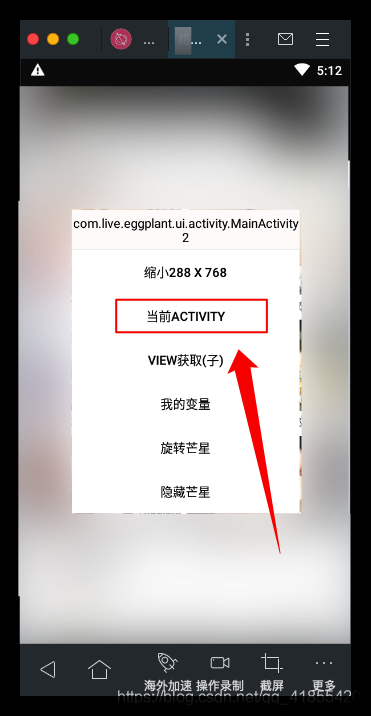 ...
...
5:12
com.live.eggplant.ui.activity.MainActivity
2
缩小288 X 768
当前ACTIVITY
VIEW获取(子)
我的变量
旋转芒星
隐藏芒星
海外加速 操作录制 截屏 更多
https://blog.csdn.net/qq_41855420